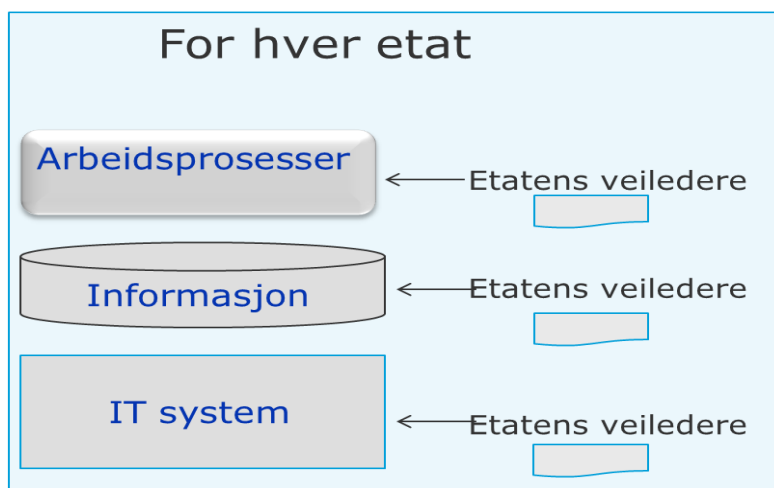 For hver etat
Arbeidsprosesser
Etatens veiledere
Informasjon
Etatens veiledere
IT system
Etatens veiledere